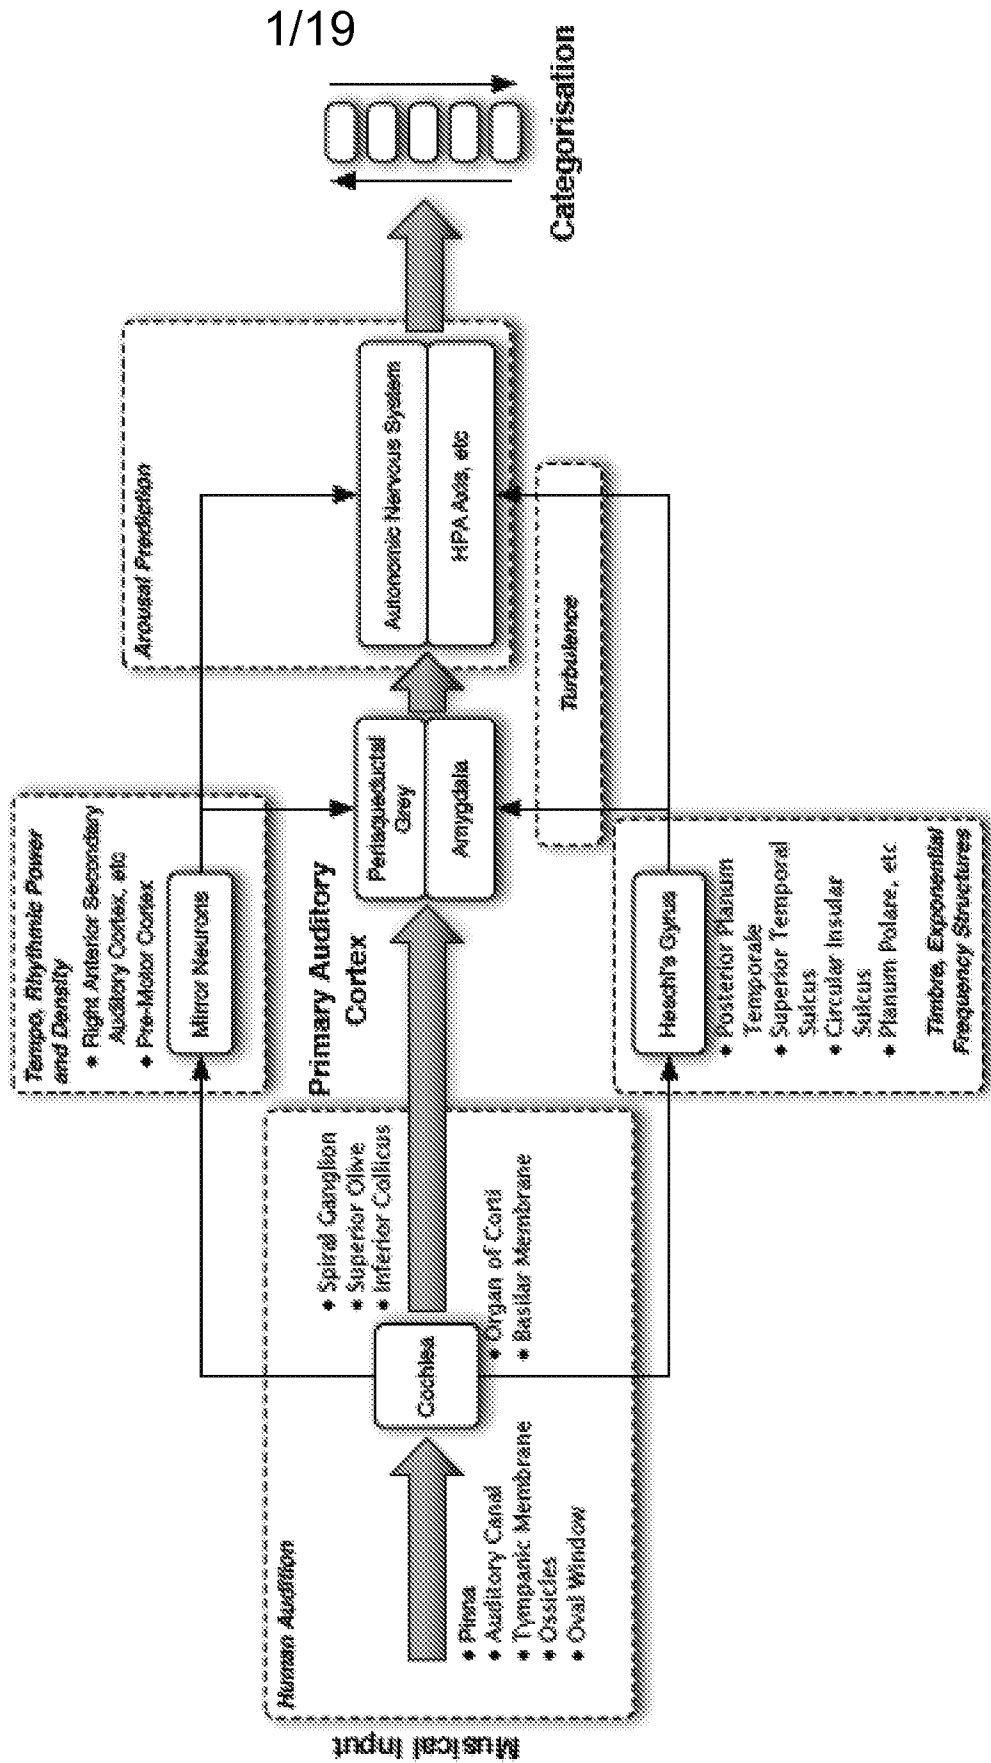 1/19
Musical Input
Human Audition
Pinna
Auditory Canal
Tympanic Membrane
Ossicles
Oval Window
Cochlea
Spiral Ganglion
Superior Olive
Inferior Collicus
Organ of Corti
Basilar Membrane
Tempo, Rhythmic Power
and Density
Right Anterior Secondary
Auditory Cortex, etc
Pre-Motor Cortex
Mirror Neurons
Primary Auditory
Cortex
Periaqueductal
Grey
Amygdala
Heschl's Gyrus
Posterior Planum
Temporale
Superior Temporal
Sulcus
Circular Insular
Sulcus
Planum Polare, etc
Timbre, Exponential
Frequency Structures
Turbulence
Arousal Prediction
Autonomic Nervous System
HPA Axis, etc
Categorisation